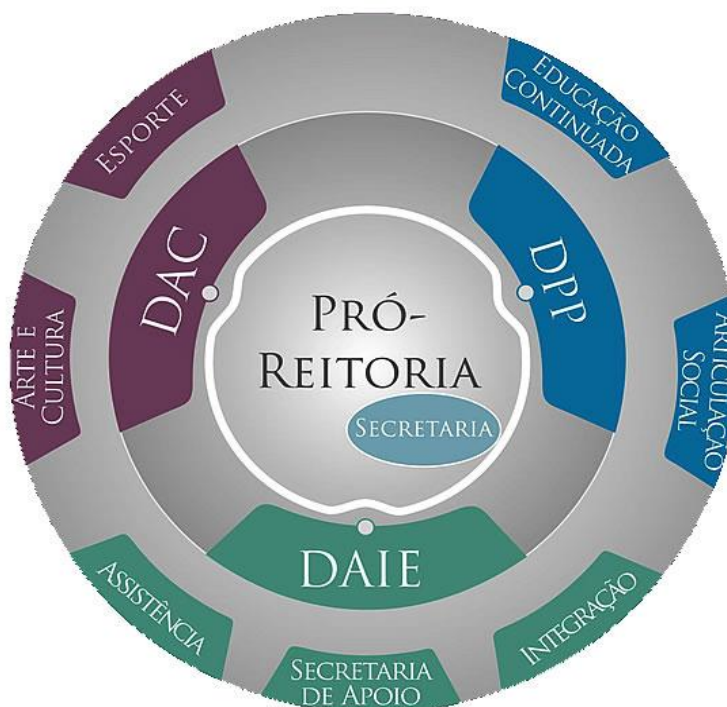 ESPORTE
EDUCAÇÃO
CONTINUADA
DAC
DPP
PRÓ-
REITORIA
SECRETARIA
ARTE E
CULTURA
ARTICULAÇÃO
SOCIAL
DAIE
ASSISTÊNCIA
SECRETARIA
DE APOIO
INTEGRAÇÃO